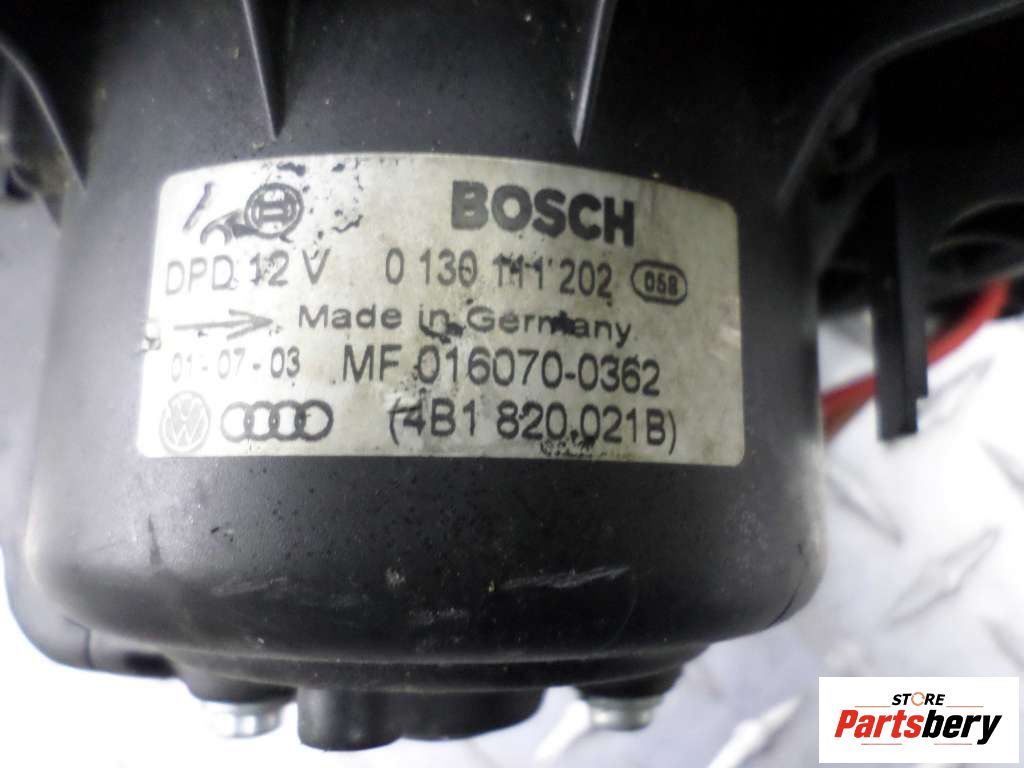 BOSCH
DPD 12 V 0 130 111 202 058
Made in Germany
01-07-03 MF 016070-0362
(4B1 820.021B)
STORE
Partsbery